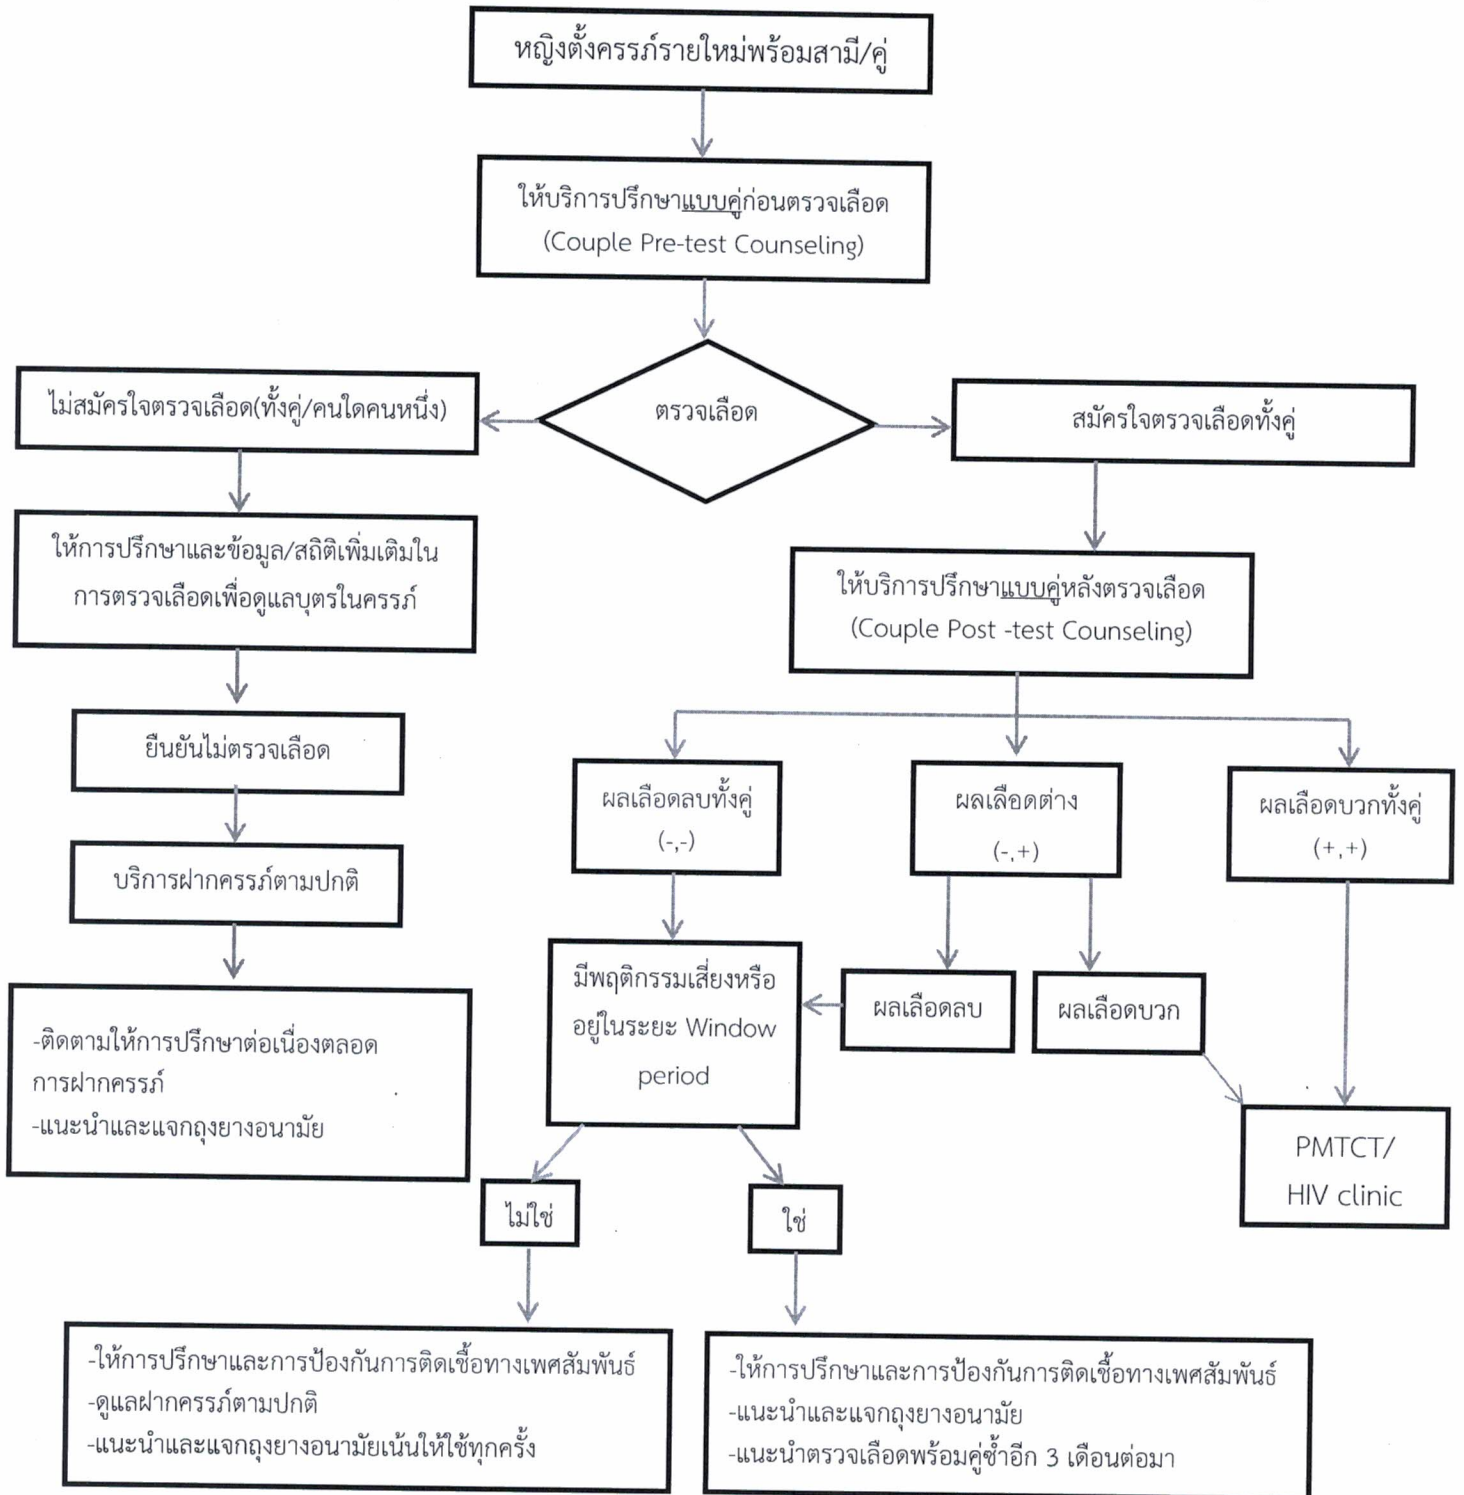 หญิงตั้งครรภ์รายใหม่พร้อมสามี/คู่
ให้บริการปรึกษาแบบคู่ก่อนตรวจเลือด
(Couple Pre-test Counseling)
ตรวจเลือด
ไม่สมัครใจตรวจเลือด(ทั้งคู่/คนใดคนหนึ่ง)
สมัครใจตรวจเลือดทั้งคู่
ให้การปรึกษาและข้อมูล/สถิติเพิ่มเติมใน
การตรวจเลือดเพื่อดูแลบุตรในครรภ์
ยืนยันไม่ตรวจเลือด
บริการฝากครรภ์ตามปกติ
-ติดตามให้การปรึกษาต่อเนื่องตลอด
การฝากครรภ์
-แนะนำและแจกถุงยางอนามัย
ให้บริการปรึกษาแบบคู่หลังตรวจเลือด
(Couple Post -test Counseling)
ผลเลือดลบทั้งคู่
(-,-)
ผลเลือดต่าง
(-,+)
ผลเลือดบวกทั้งคู่
(+,+)
มีพฤติกรรมเสี่ยงหรือ
อยู่ในระยะ Window
period
ผลเลือดลบ
ผลเลือดบวก
PMTCT/
HIV clinic
ไม่ใช่
ใช่
-ให้การปรึกษาและการป้องกันการติดเชื้อทางเพศสัมพันธ์
-ดูแลฝากครรภ์ตามปกติ
-แนะนำและแจกถุงยางอนามัยเน้นให้ใช้ทุกครั้ง
-ให้การปรึกษาและการป้องกันการติดเชื้อทางเพศสัมพันธ์
-แนะนำและแจกถุงยางอนามัย
-แนะนำตรวจเลือดพร้อมคู่ซ้ำอีก 3 เดือนต่อมา